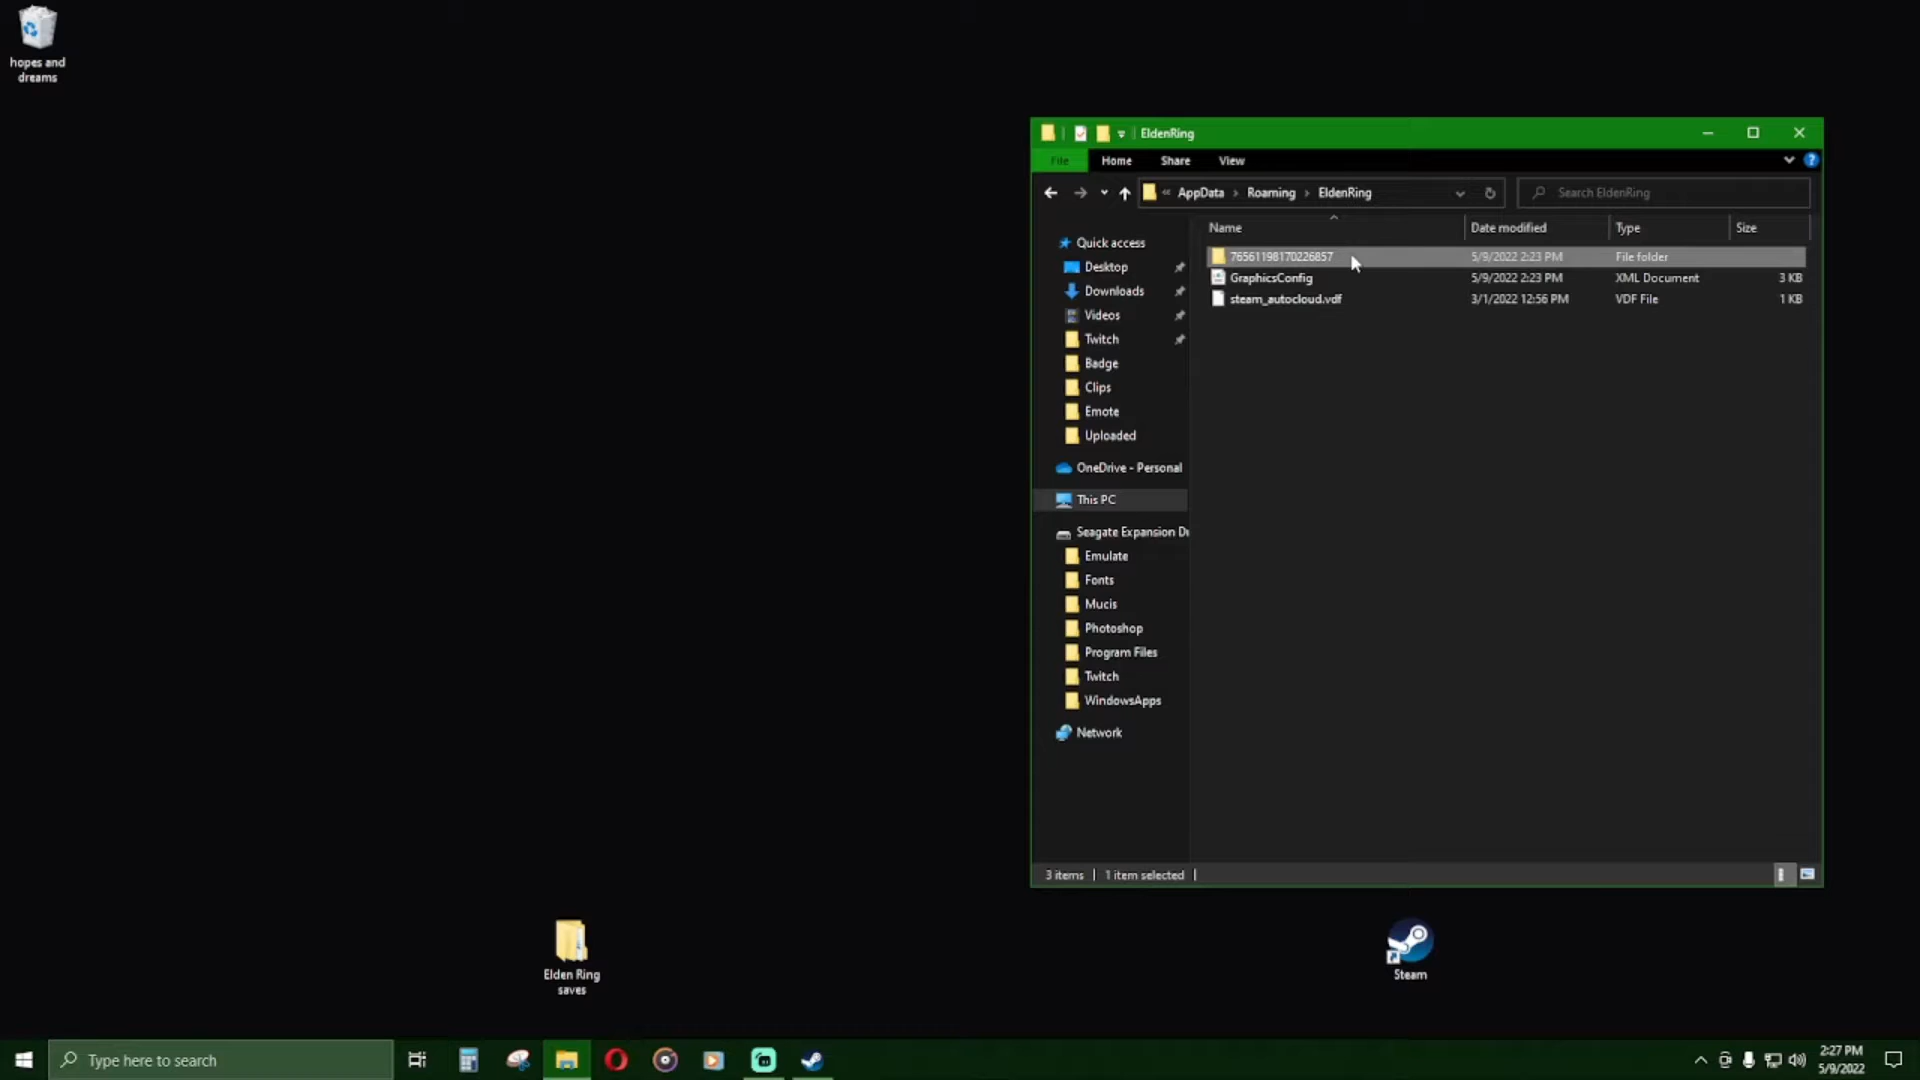 hopes and
dreams
EldenRing
File Home Share View
« AppData › Roaming › EldenRing
Search EldenRing
Name Date modified Type Size
Quick access
Desktop
Downloads
Videos
Twitch
Badge
Clips
Emote
Uploaded
OneDrive - Personal
This PC
Seagate Expansion Dr
Emulate
Fonts
Mucis
Photoshop
Program Files
Twitch
WindowsApps
Network
76561198170226857 5/9/2022 2:23 PM File folder
GraphicsConfig 5/9/2022 2:23 PM XML Document 3 KB
steam_autocloud.vdf 3/1/2022 12:56 PM VDF File 1 KB
3 items 1 item selected
Elden Ring
saves
Steam
Type here to search
2:27 PM
5/9/2022